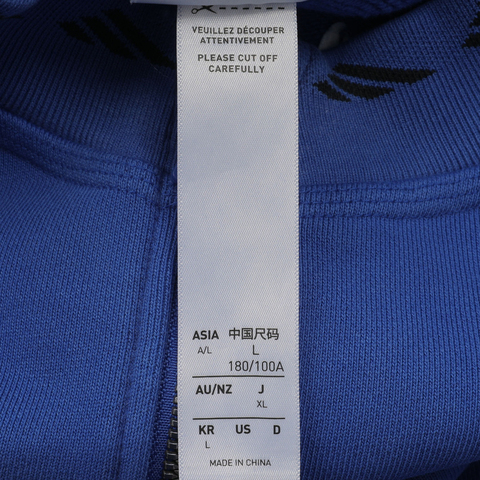 VEUILLEZ DÉCOUPER
ATTENTIVEMENT
PLEASE CUT OFF
CAREFULLY
ASIA 中国尺码
A/L L
180/100A
AU/NZ J
XL
KR US D
L
MADE IN CHINA